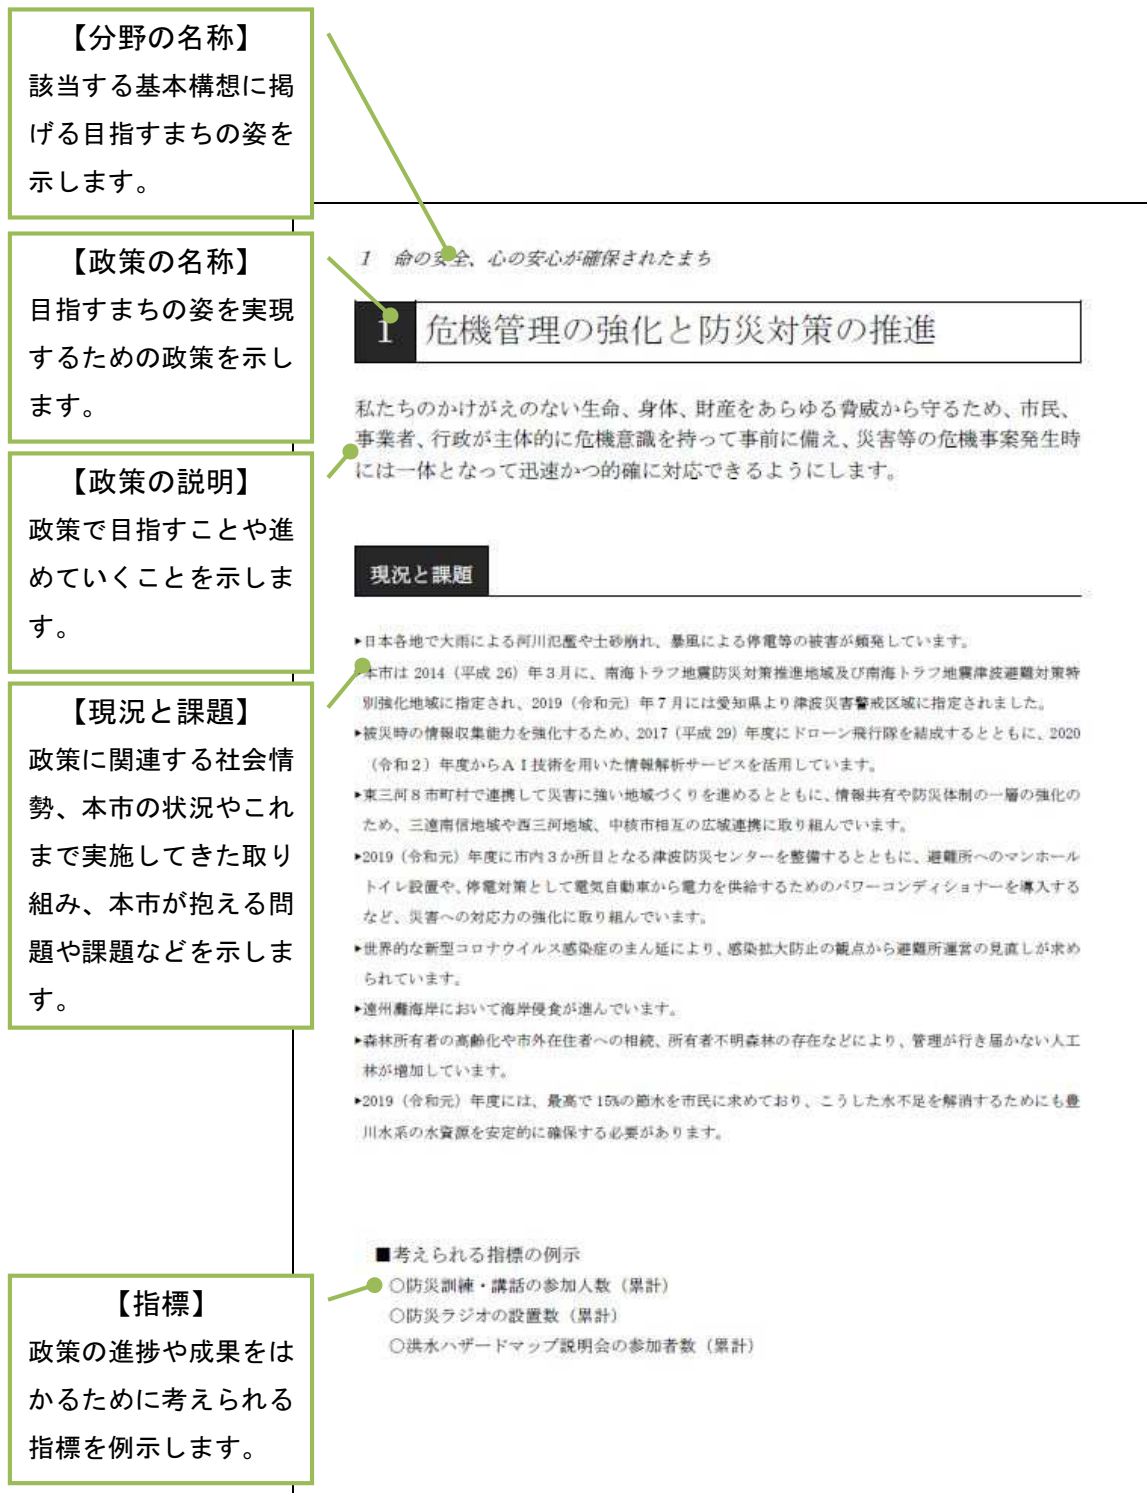 【分野の名称】
該当する基本構想に掲
げる目指すまちの姿を
示します。
【政策の名称】
目指すまちの姿を実現
するための政策を示し
ます。
【政策の説明】
政策で目指すことや進
めていくことを示しま
す。
【現況と課題】
政策に関連する社会情
勢、本市の状況やこれ
まで実施してきた取り
組み、本市が抱える問
題や課題などを示しま
す。
【指標】
政策の進捗や成果をは
かるために考えられる
指標を例示します。
1 命の安全、心の安心が確保されたまち
1 危機管理の強化と防災対策の推進
私たちのかけがえのない生命、身体、財産をあらゆる脅威から守るため、市民、
事業者、行政が主体的に危機意識を持って事前に備え、災害等の危機事案発生時
には一体となって迅速かつ的確に対応できるようにします。
現況と課題
▶日本各地で大雨による河川氾濫や土砂崩れ、暴風による停電等の被害が頻発しています。
▶本市は 2014（平成 26）年３月に、南海トラフ地震防災対策推進地域及び南海トラフ地震津波避難対策特
別強化地域に指定され、2019（令和元）年７月には愛知県より津波災害警戒区域に指定されました。
▶被災時の情報収集能力を強化するため、2017（平成 29）年度にドローン飛行隊を結成するとともに、2020
（令和２）年度からＡＩ技術を用いた情報解析サービスを活用しています。
▶東三河８市町村で連携して災害に強い地域づくりを進めるとともに、情報共有や防災体制の一層の強化の
ため、三遠南信地域や西三河地域、中核市相互の広域連携に取り組んでいます。
▶2019（令和元）年度に市内３か所目となる津波防災センターを整備するとともに、避難所へのマンホール
トイレ設置や、停電対策として電気自動車から電力を供給するためのパワーコンディショナーを導入する
など、災害への対応力の強化に取り組んでいます。
▶世界的な新型コロナウイルス感染症のまん延により、感染拡大防止の観点から避難所運営の見直しが求め
られています。
▶遠州灘海岸において海岸侵食が進んでいます。
▶森林所有者の高齢化や市外在住者への相続、所有者不明森林の存在などにより、管理が行き届かない人工
林が増加しています。
▶2019（令和元）年度には、最高で 15%の節水を市民に求めており、こうした水不足を解消するためにも豊
川水系の水資源を安定的に確保する必要があります。
■考えられる指標の例示
○防災訓練・講話の参加人数（累計）
○防災ラジオの設置数（累計）
○洪水ハザードマップ説明会の参加者数（累計）